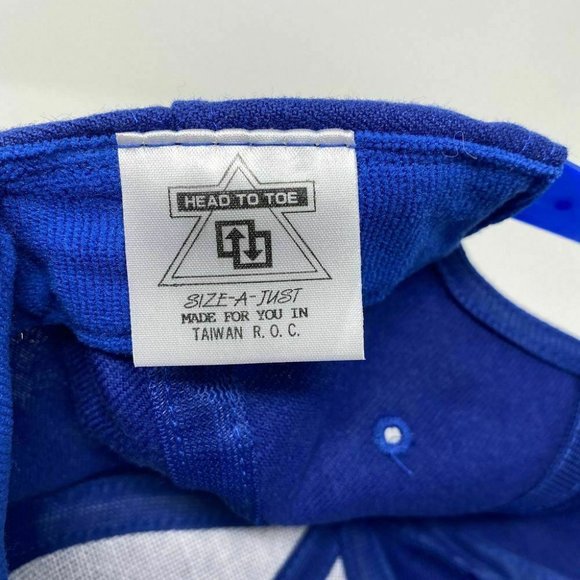 HEAD TO TOE
SIZE-A-JUST
MADE FOR YOU IN
TAIWAN R. O. C.